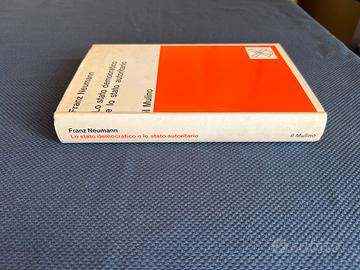 Franz Neumann
Lo stato democratico
e lo stato autoritario
il Mulino
Franz Neumann
Lo stato democratico e lo stato autoritario
il Mulino
subito